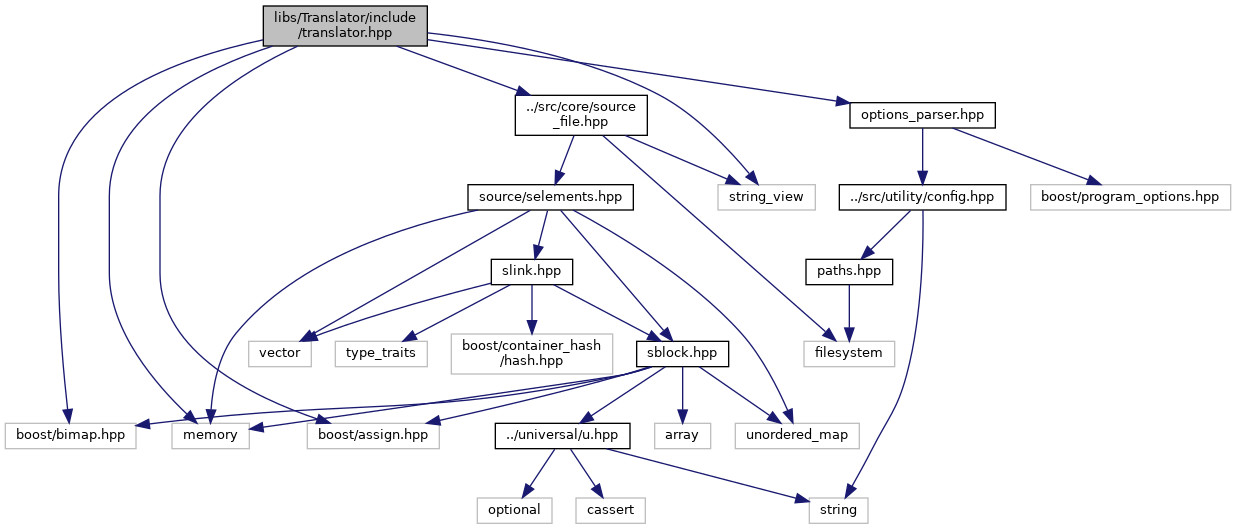 libs/Translator/include
/translator.hpp
../src/core/source
_file.hpp
options_parser.hpp
source/selements.hpp
string_view
../src/utility/config.hpp
boost/program_options.hpp
slink.hpp
paths.hpp
vector
type_traits
boost/container_hash
/hash.hpp
sblock.hpp
filesystem
boost/bimap.hpp
memory
boost/assign.hpp
../universal/u.hpp
array
unordered_map
optional
cassert
string